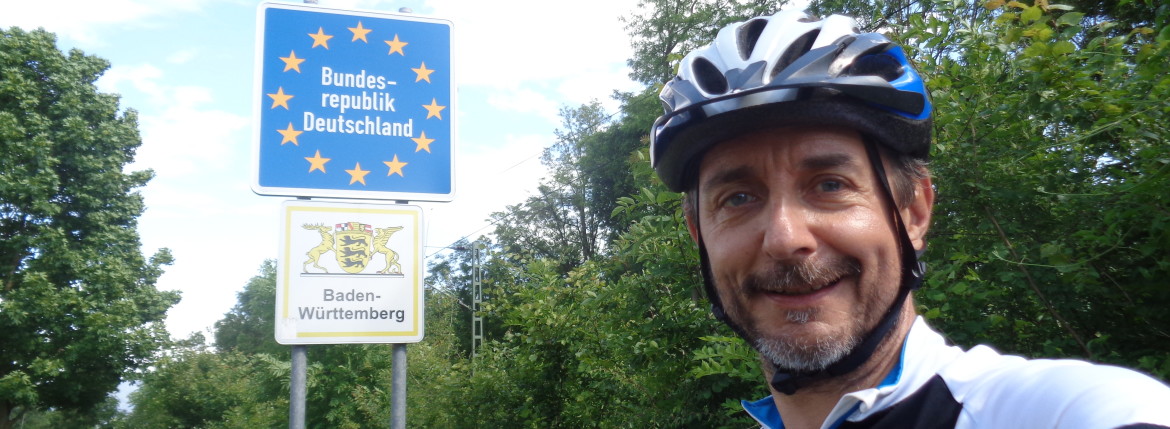 Bundes-
republik
Deutschland
Baden-
Württemberg